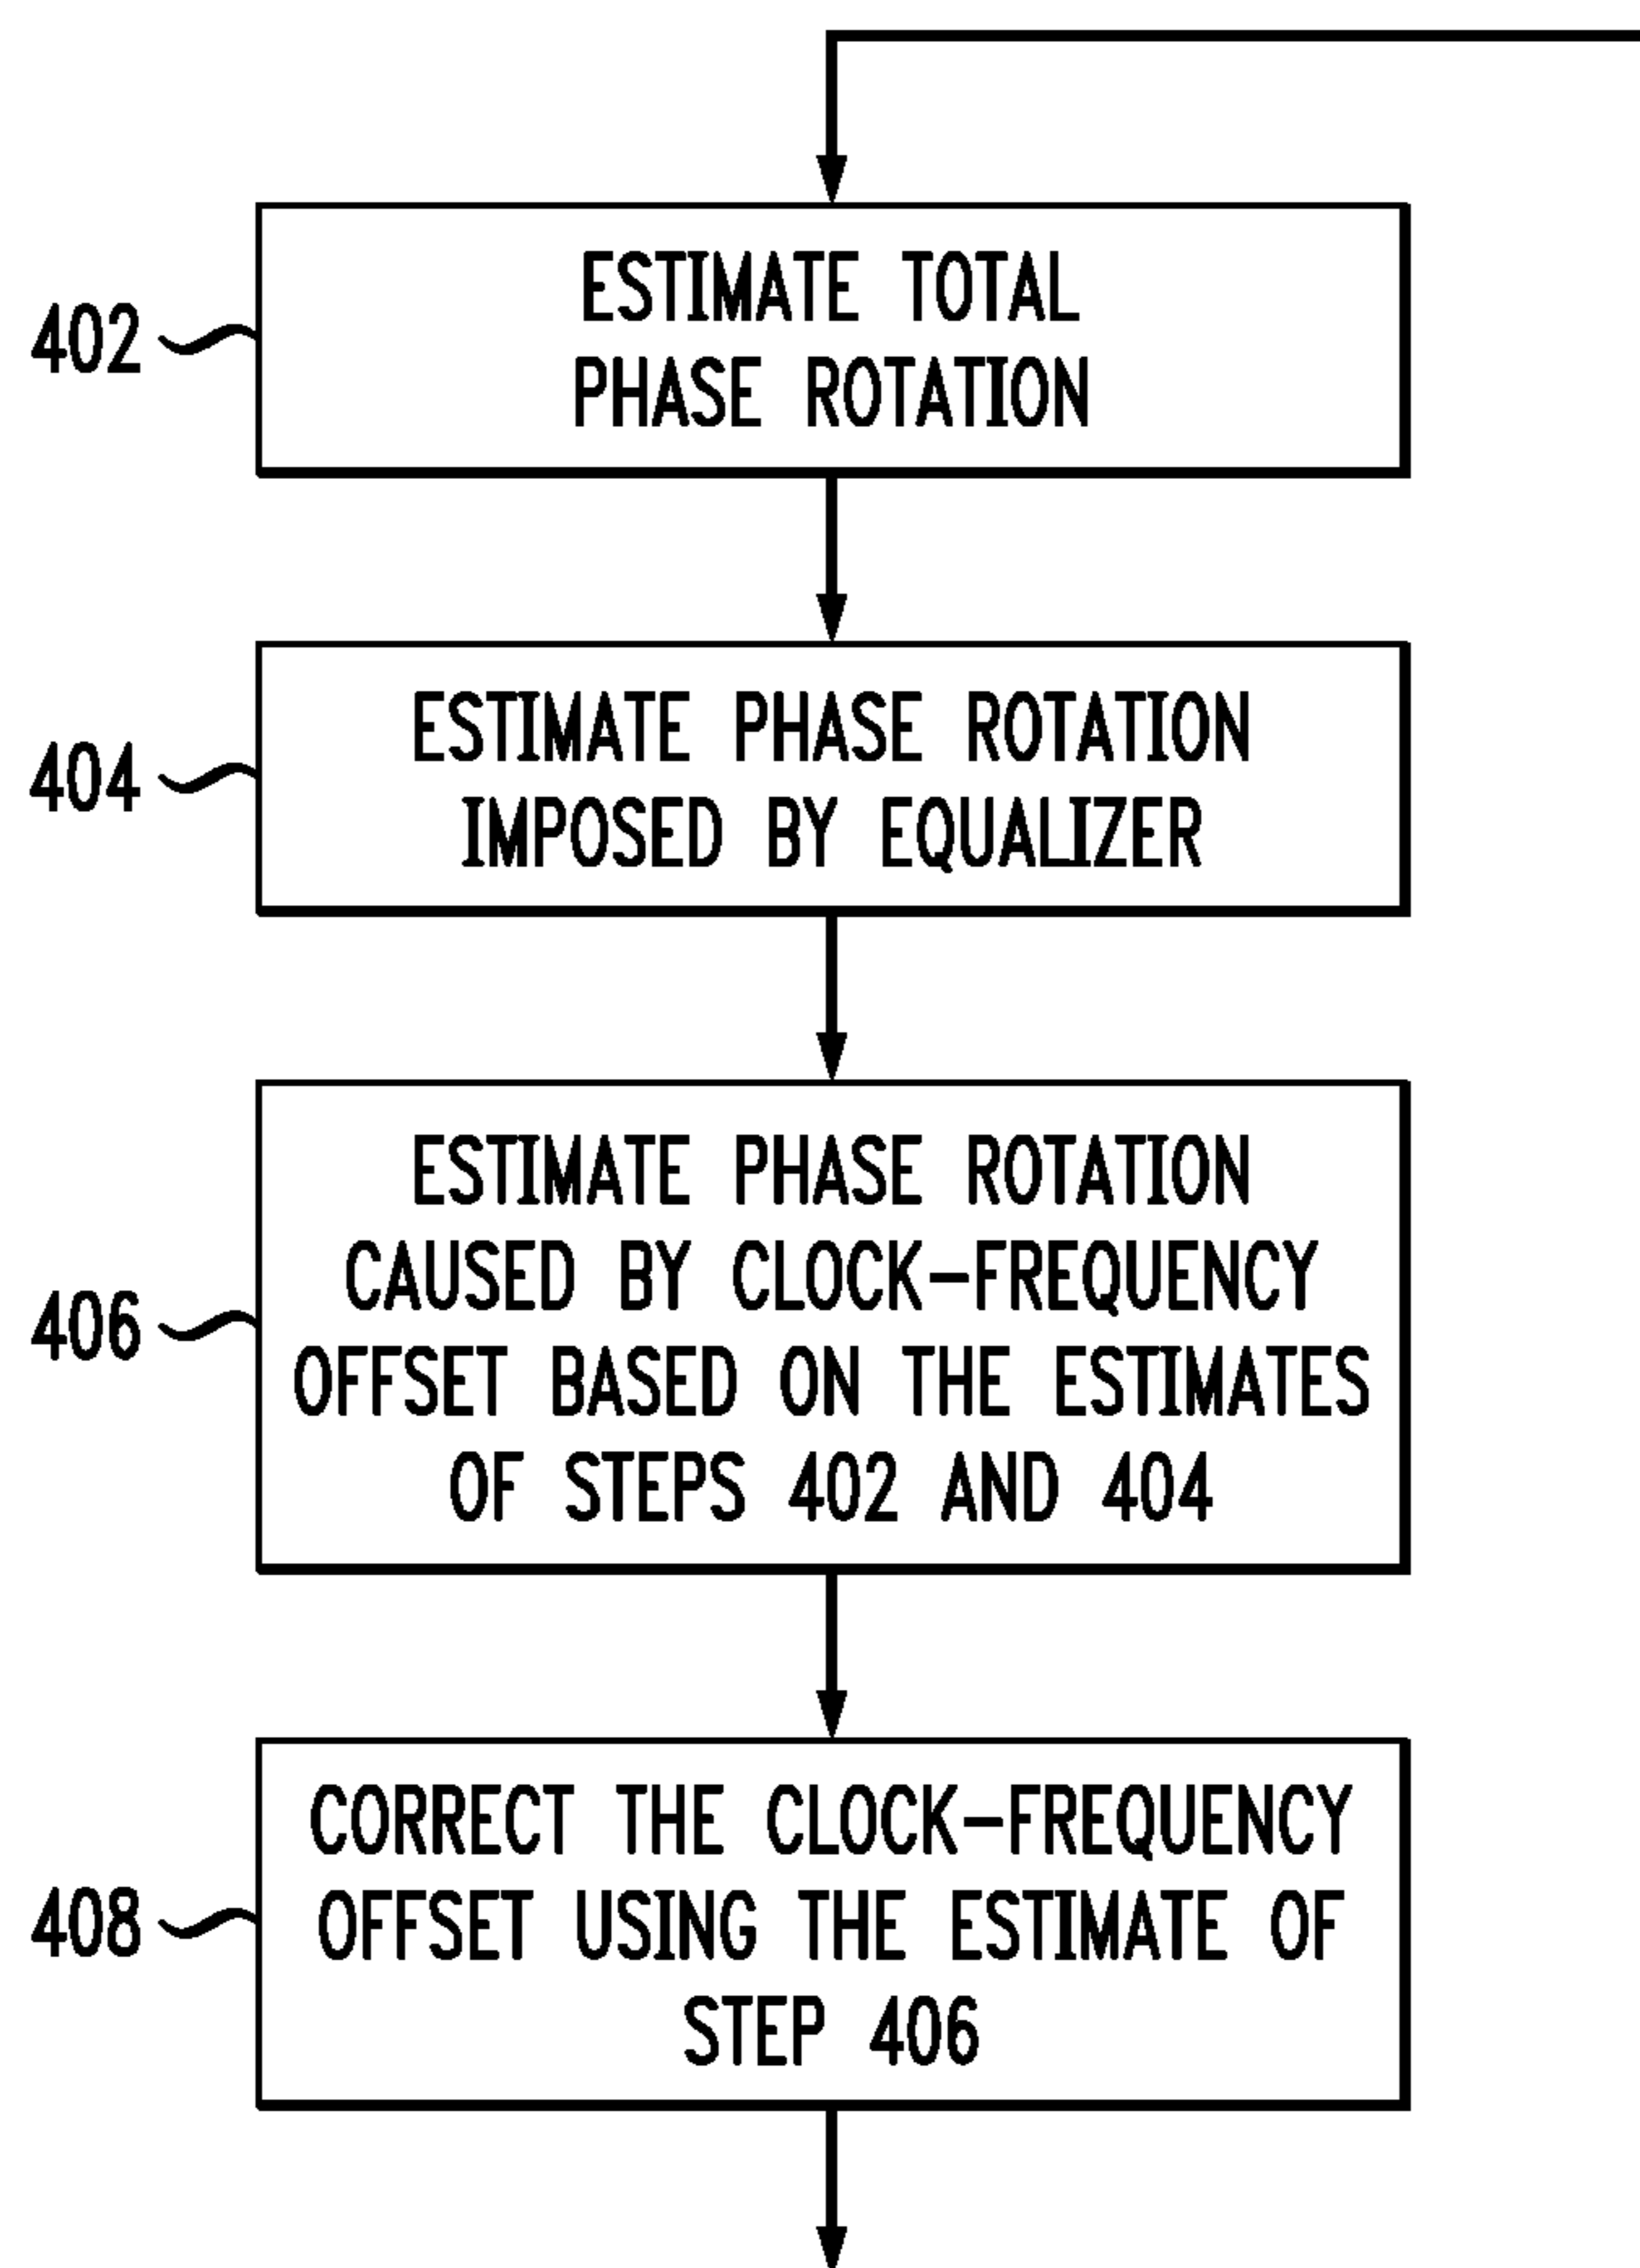 402
ESTIMATE TOTAL
PHASE ROTATION
404
ESTIMATE PHASE ROTATION
IMPOSED BY EQUALIZER
406
ESTIMATE PHASE ROTATION
CAUSED BY CLOCK-FREQUENCY
OFFSET BASED ON THE ESTIMATES
OF STEPS 402 AND 404
408
CORRECT THE CLOCK-FREQUENCY
OFFSET USING THE ESTIMATE OF
STEP 406